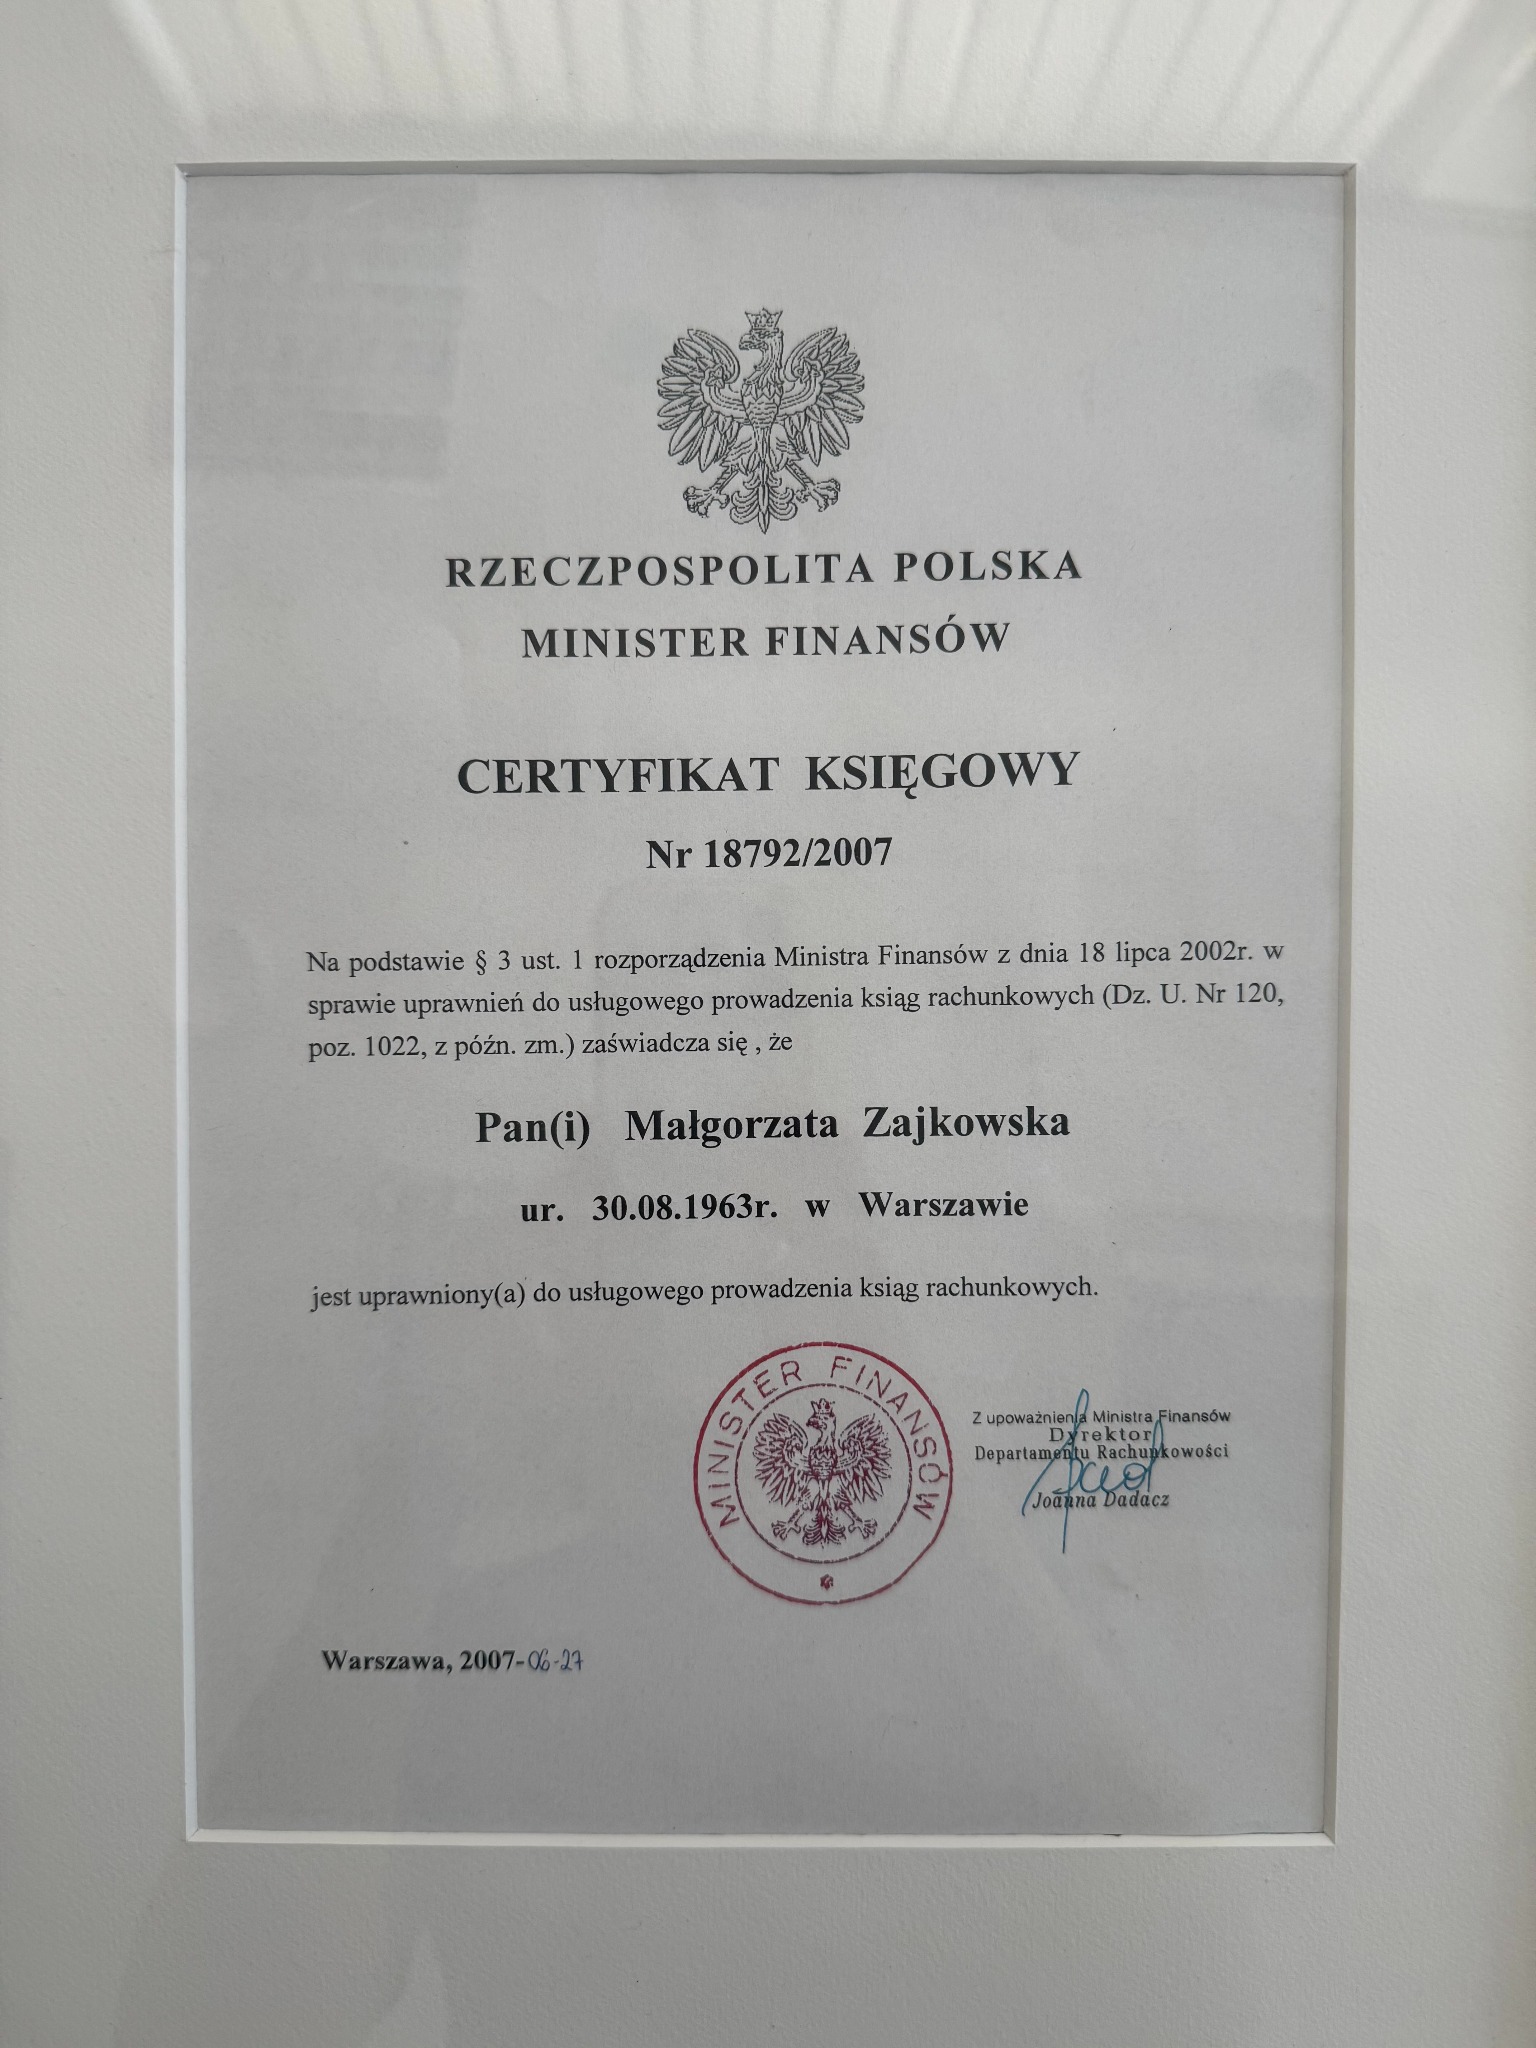 RZECZPOSPOLITA POLSKA
MINISTER FINANSÓW
CERTYFIKAT KSIĘGOWY
Nr 18792/2007
Na podstawie § 3 ust. 1 rozporządzenia Ministra Finansów z dnia 18 lipca 2002r. w
sprawie uprawnień do usługowego prowadzenia ksiąg rachunkowych (Dz. U. Nr 120,
poz. 1022, z późn. zm.) zaświadcza się , że
Pan(i) Małgorzata Zajkowska
ur. 30.08.1963r. w Warszawie
jest uprawniony(a) do usługowego prowadzenia ksiąg rachunkowych.
MINISTER FINANSÓW
Z upoważnienia Ministra Finansów
Dyrektor
Departamentu Rachunkowości
Joanna Dadacz
Warszawa, 2007-06-27